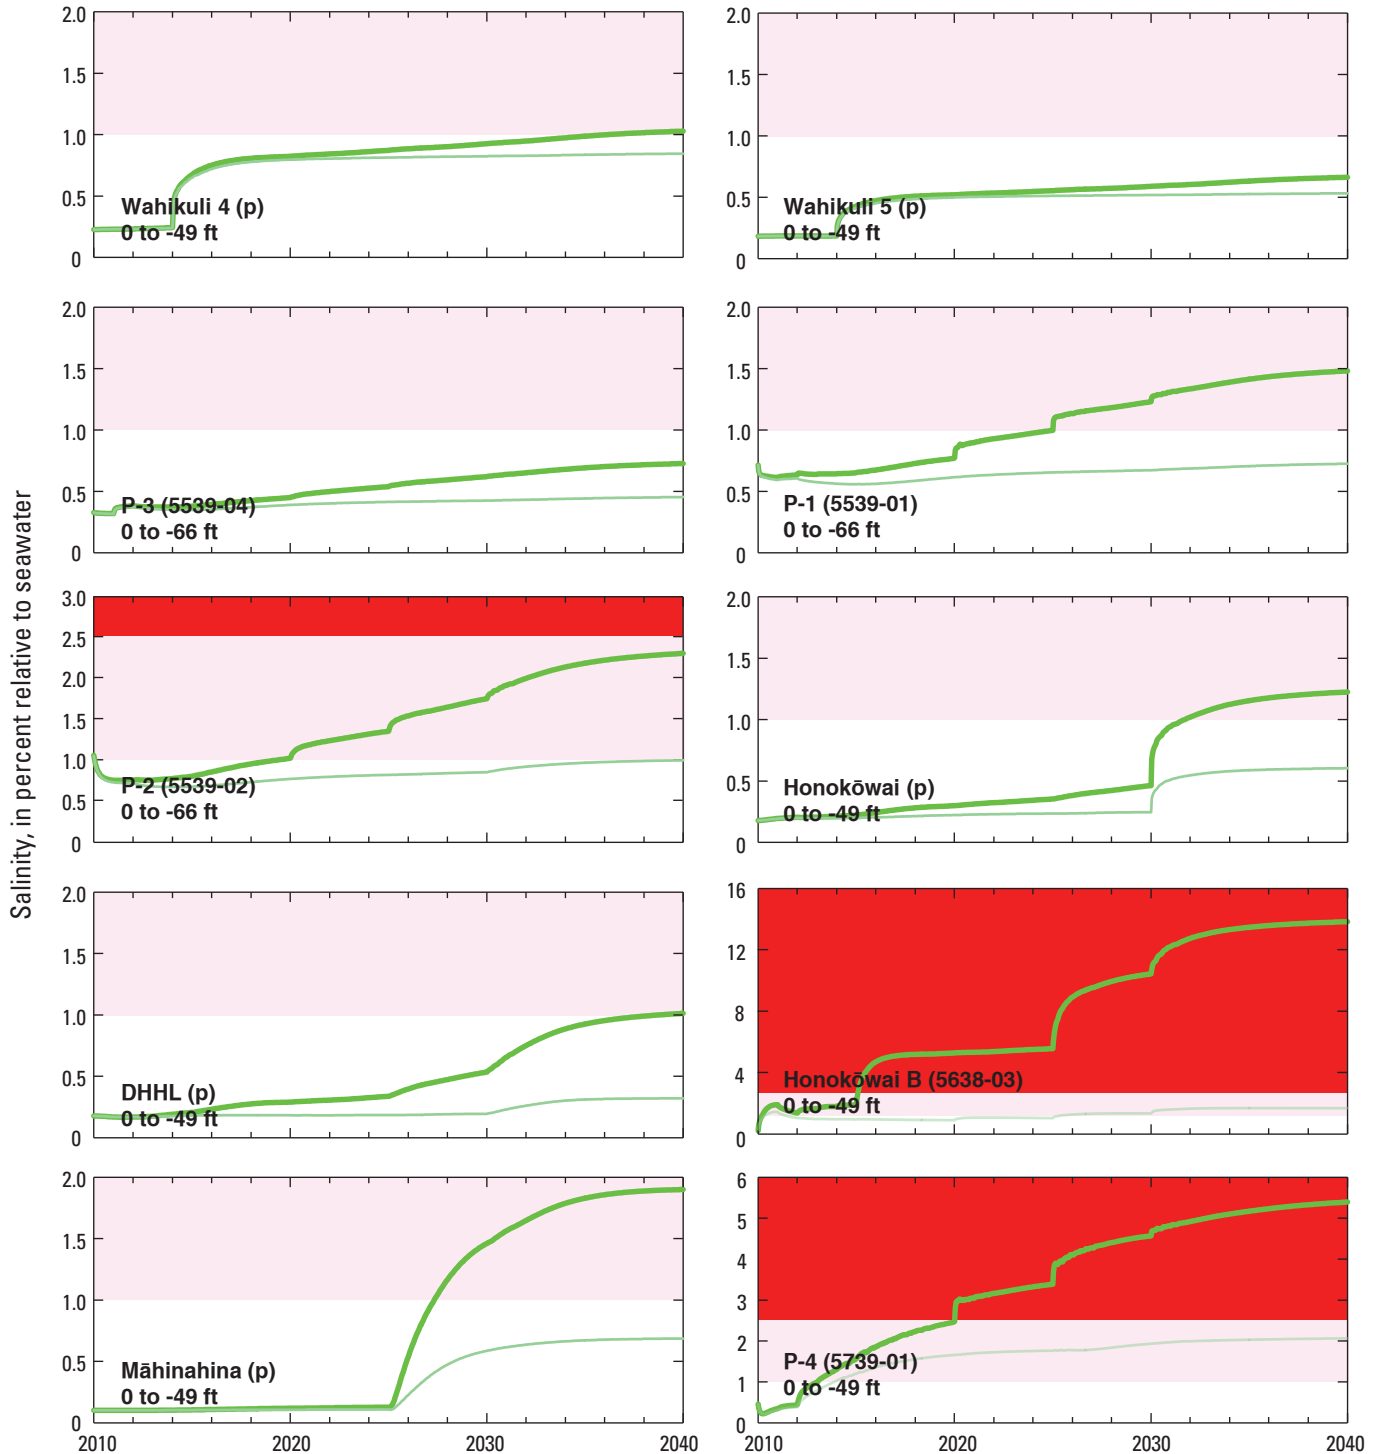 Salinity, in percent relative to seawater
2.0
1.5
1.0
0.5
0
Wahikuli 4 (p)
0 to -49 ft
2.0
1.5
1.0
0.5
0
Wahikuli 5 (p)
0 to -49 ft
2.0
1.5
1.0
0.5
0
P-3 (5539-04)
0 to -66 ft
2.0
1.5
1.0
0.5
0
P-1 (5539-01)
0 to -66 ft
3.0
2.5
2.0
1.5
1.0
0.5
0
P-2 (5539-02)
0 to -66 ft
2.0
1.5
1.0
0.5
0
Honokōwai (p)
0 to -49 ft
2.0
1.5
1.0
0.5
0
DHHL (p)
0 to -49 ft
16
12
8
4
0
Honokōwai B (5638-03)
0 to -49 ft
2.0
1.5
1.0
0.5
0
Māhinahina (p)
0 to -49 ft
2010 2020 2030 2040
6
5
4
3
2
1
0
P-4 (5739-01)
0 to -49 ft
2010 2020 2030 2040